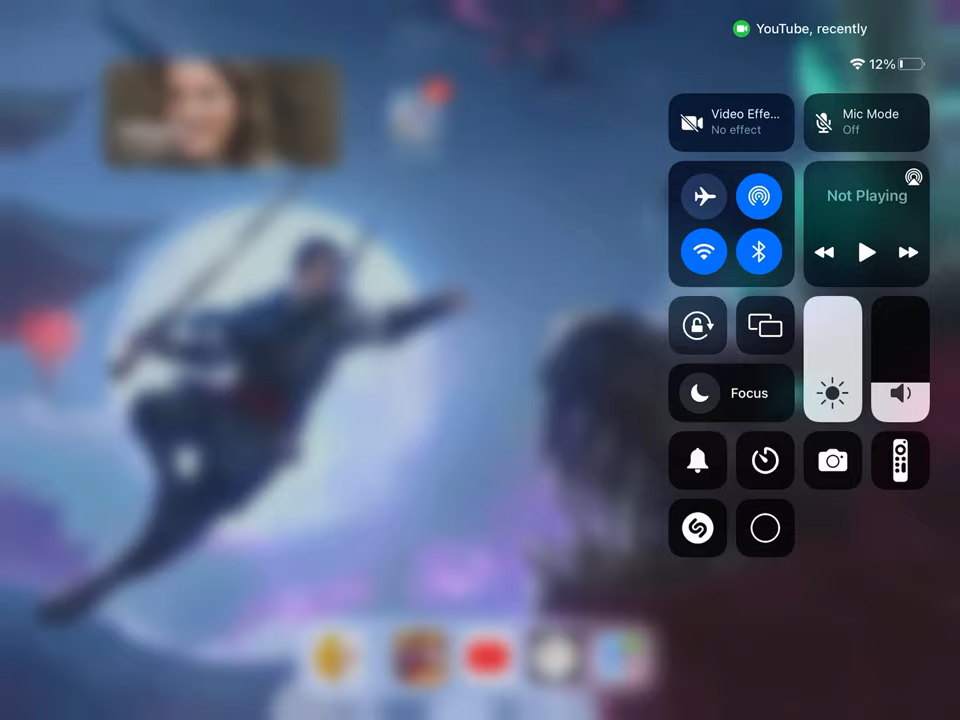 YouTube, recently
12%
Video Effe...
No effect
Mic Mode
Off
Not Playing
Focus